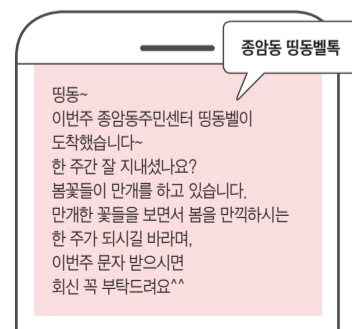 종암동 띵동벨톡
띵동~
이번주 종암동주민센터 띵동벨이
도착했습니다~
한 주간 잘 지내셨나요?
봄꽃들이 만개를 하고 있습니다.
만개한 꽃들을 보면서 봄을 만끽하시는
한 주가 되시길 바라며,
이번주 문자 받으시면
회신 꼭 부탁드려요^^